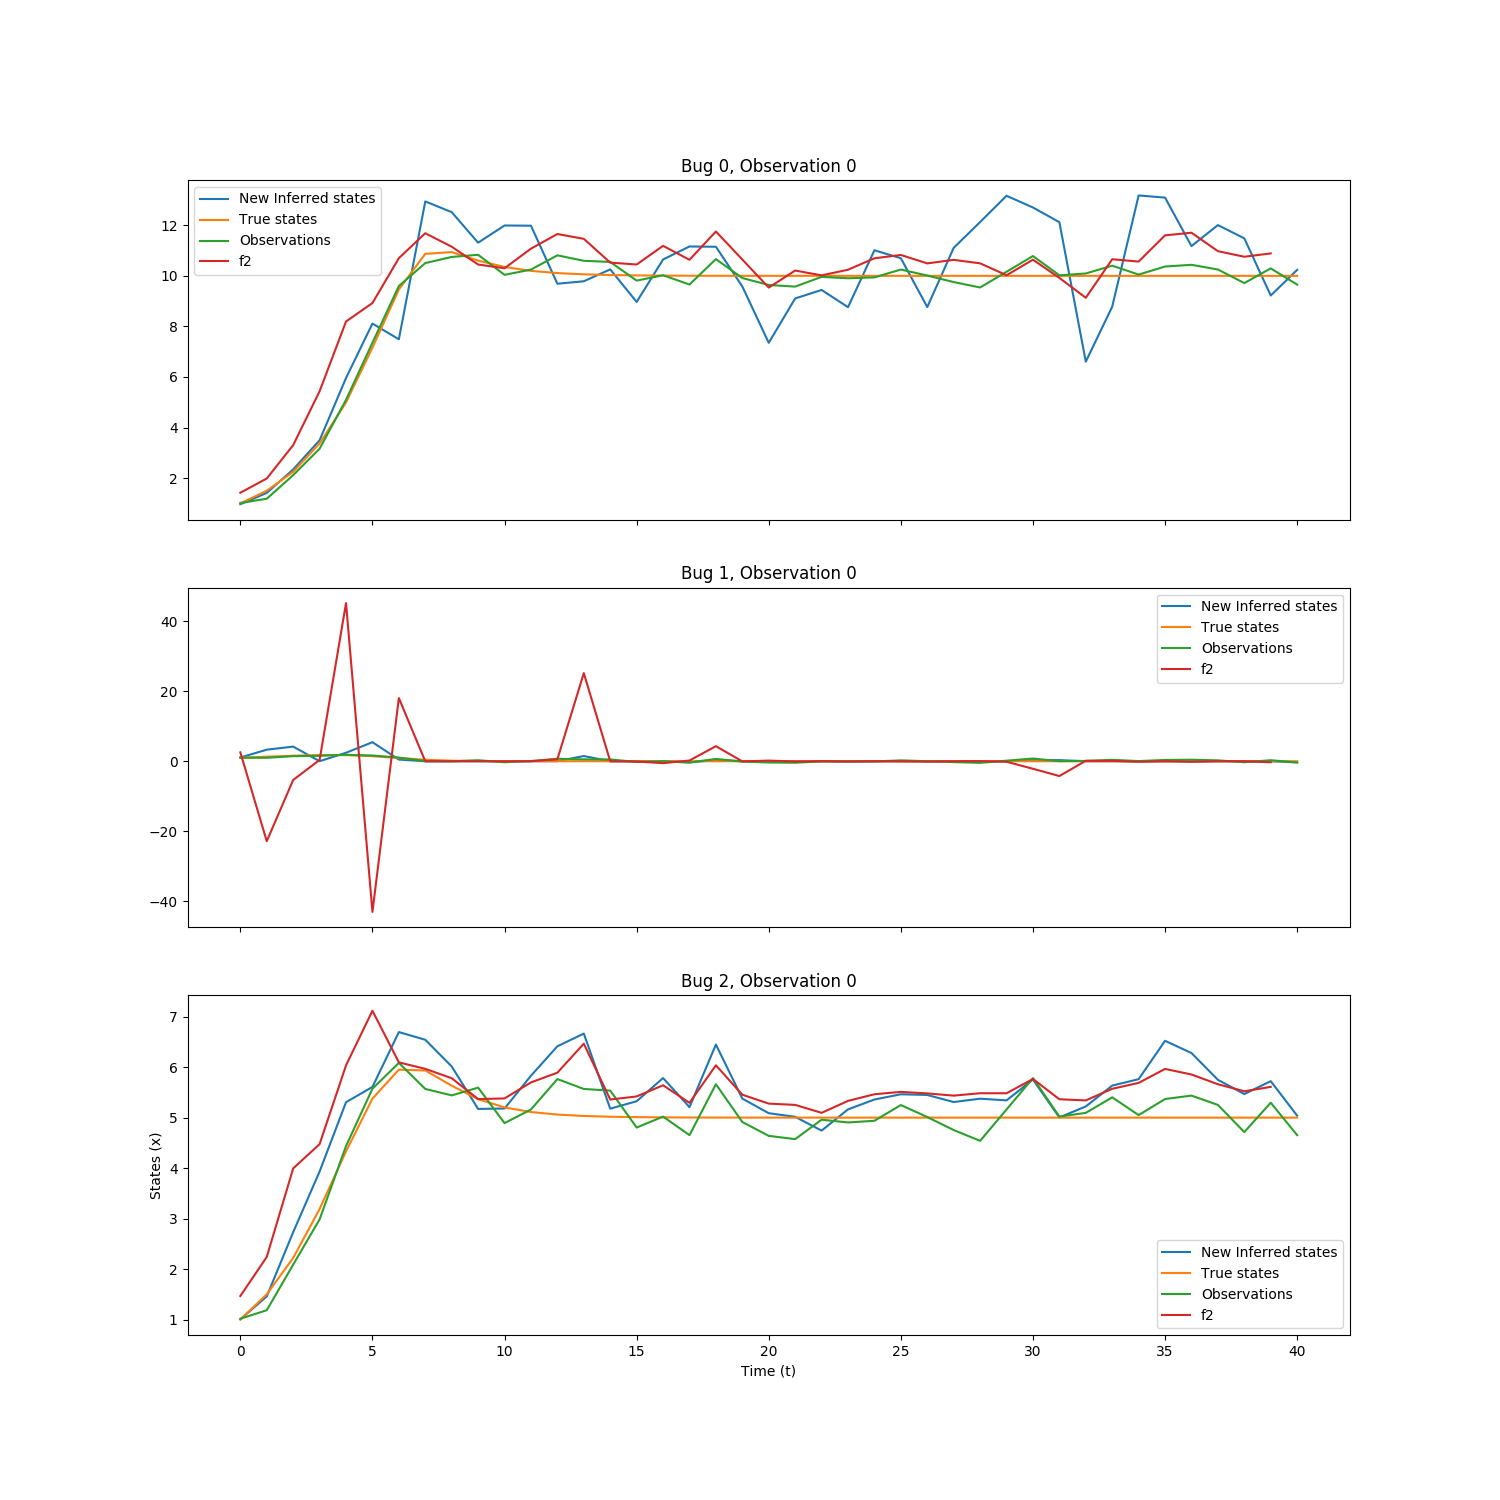 Bug 0, Observation 0
New Inferred states
True states
Observations
f2
12
10
8
6
4
2
Bug 1, Observation 0
New Inferred states
True states
Observations
f2
40
20
0
−20
−40
Bug 2, Observation 0
7
6
5
4
3
2
1
States (x)
New Inferred states
True states
Observations
f2
0 5 10 15 20 25 30 35 40
Time (t)